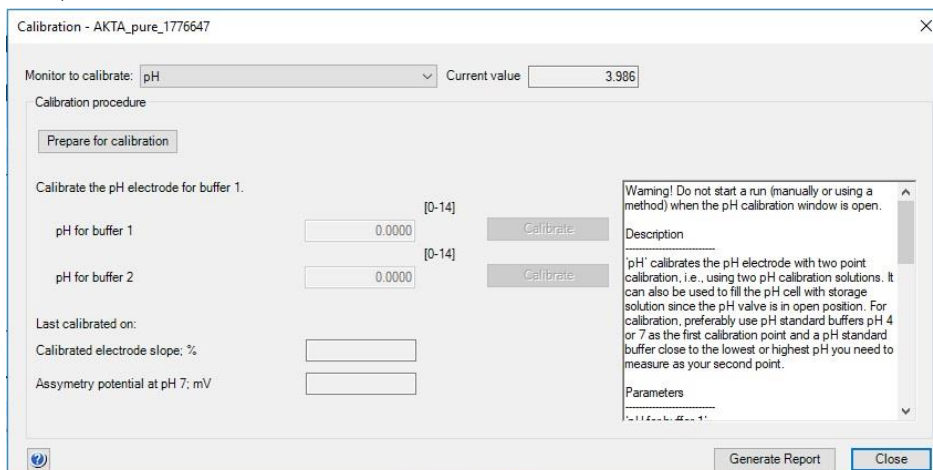 Calibration - AKTA_pure_1776647
Monitor to calibrate: pH Current value 3.986
Calibration procedure
Prepare for calibration
Calibrate the pH electrode for buffer 1.
[0-14]
pH for buffer 1 0.0000 Calibrate
[0-14]
pH for buffer 2 0.0000 Calibrate
Last calibrated on:
Calibrated electrode slope; %
Assymetry potential at pH 7; mV
Warning! Do not start a run (manually or using a
method) when the pH calibration window is open.
Description
----------------------------
'pH' calibrates the pH electrode with two point
calibration, i.e., using two pH calibration solutions. It
can also be used to fill the pH cell with storage
solution since the pH valve is in open position. For
calibration, preferably use pH standard buffers pH 4
or 7 as the first calibration point and a pH standard
buffer close to the lowest or highest pH you need to
measure as your second point.
Parameters
----------------------------
'pH for buffer 1'
Generate Report Close